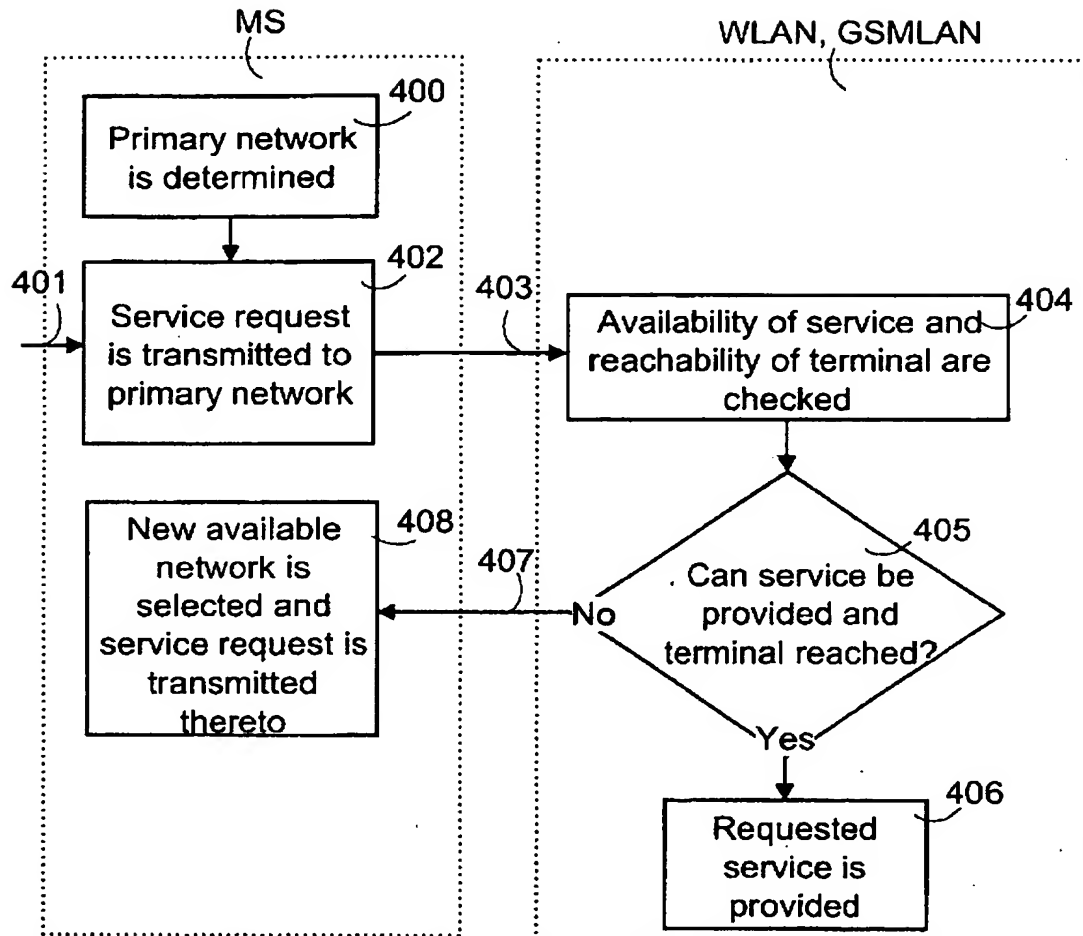 MS
WLAN, GSMLAN
400
Primary network
is determined
401
402
Service request
is transmitted to
primary network
403
404
Availability of service and
reachability of terminal are
checked
405
Can service be
provided and
terminal reached?
No
Yes
407
408
New available
network is
selected and
service request is
transmitted
thereto
406
Requested
service is
provided